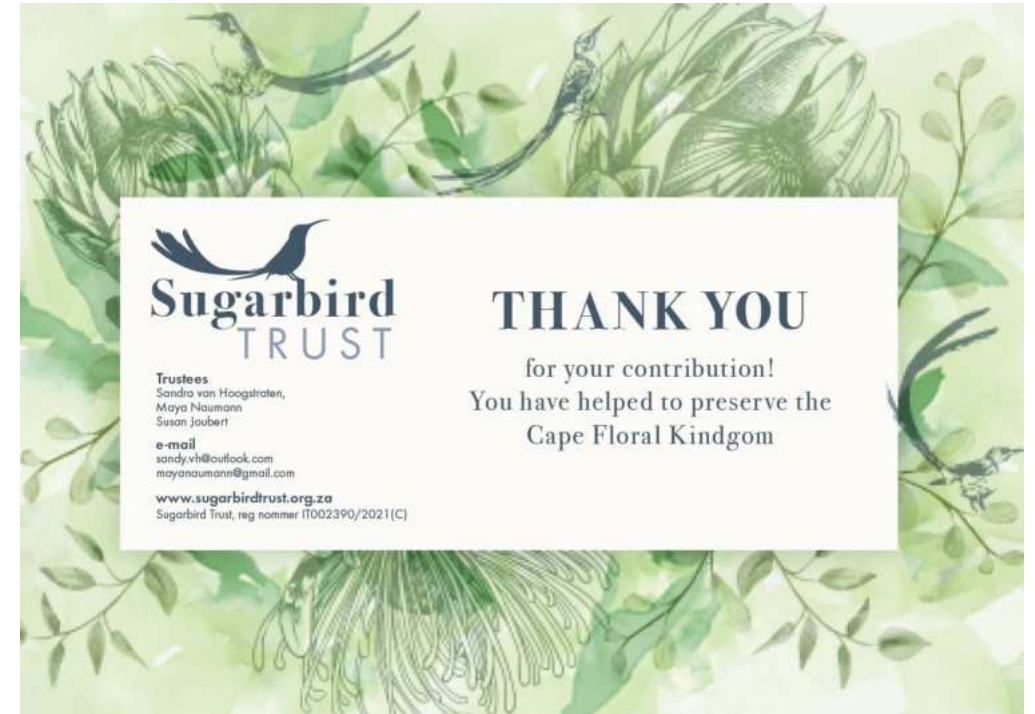 Sugarbird
TRUST
Trustees
Sandra van Hoogstraten,
Maya Naumann
Susan Joubert
e-mail
sandy.vh@outlook.com
mayanaumann@gmail.com
www.sugarbirdtrust.org.za
Sugarbird Trust, reg nommer IT002390/2021(C)
THANK YOU
for your contribution!
You have helped to preserve the
Cape Floral Kindgom